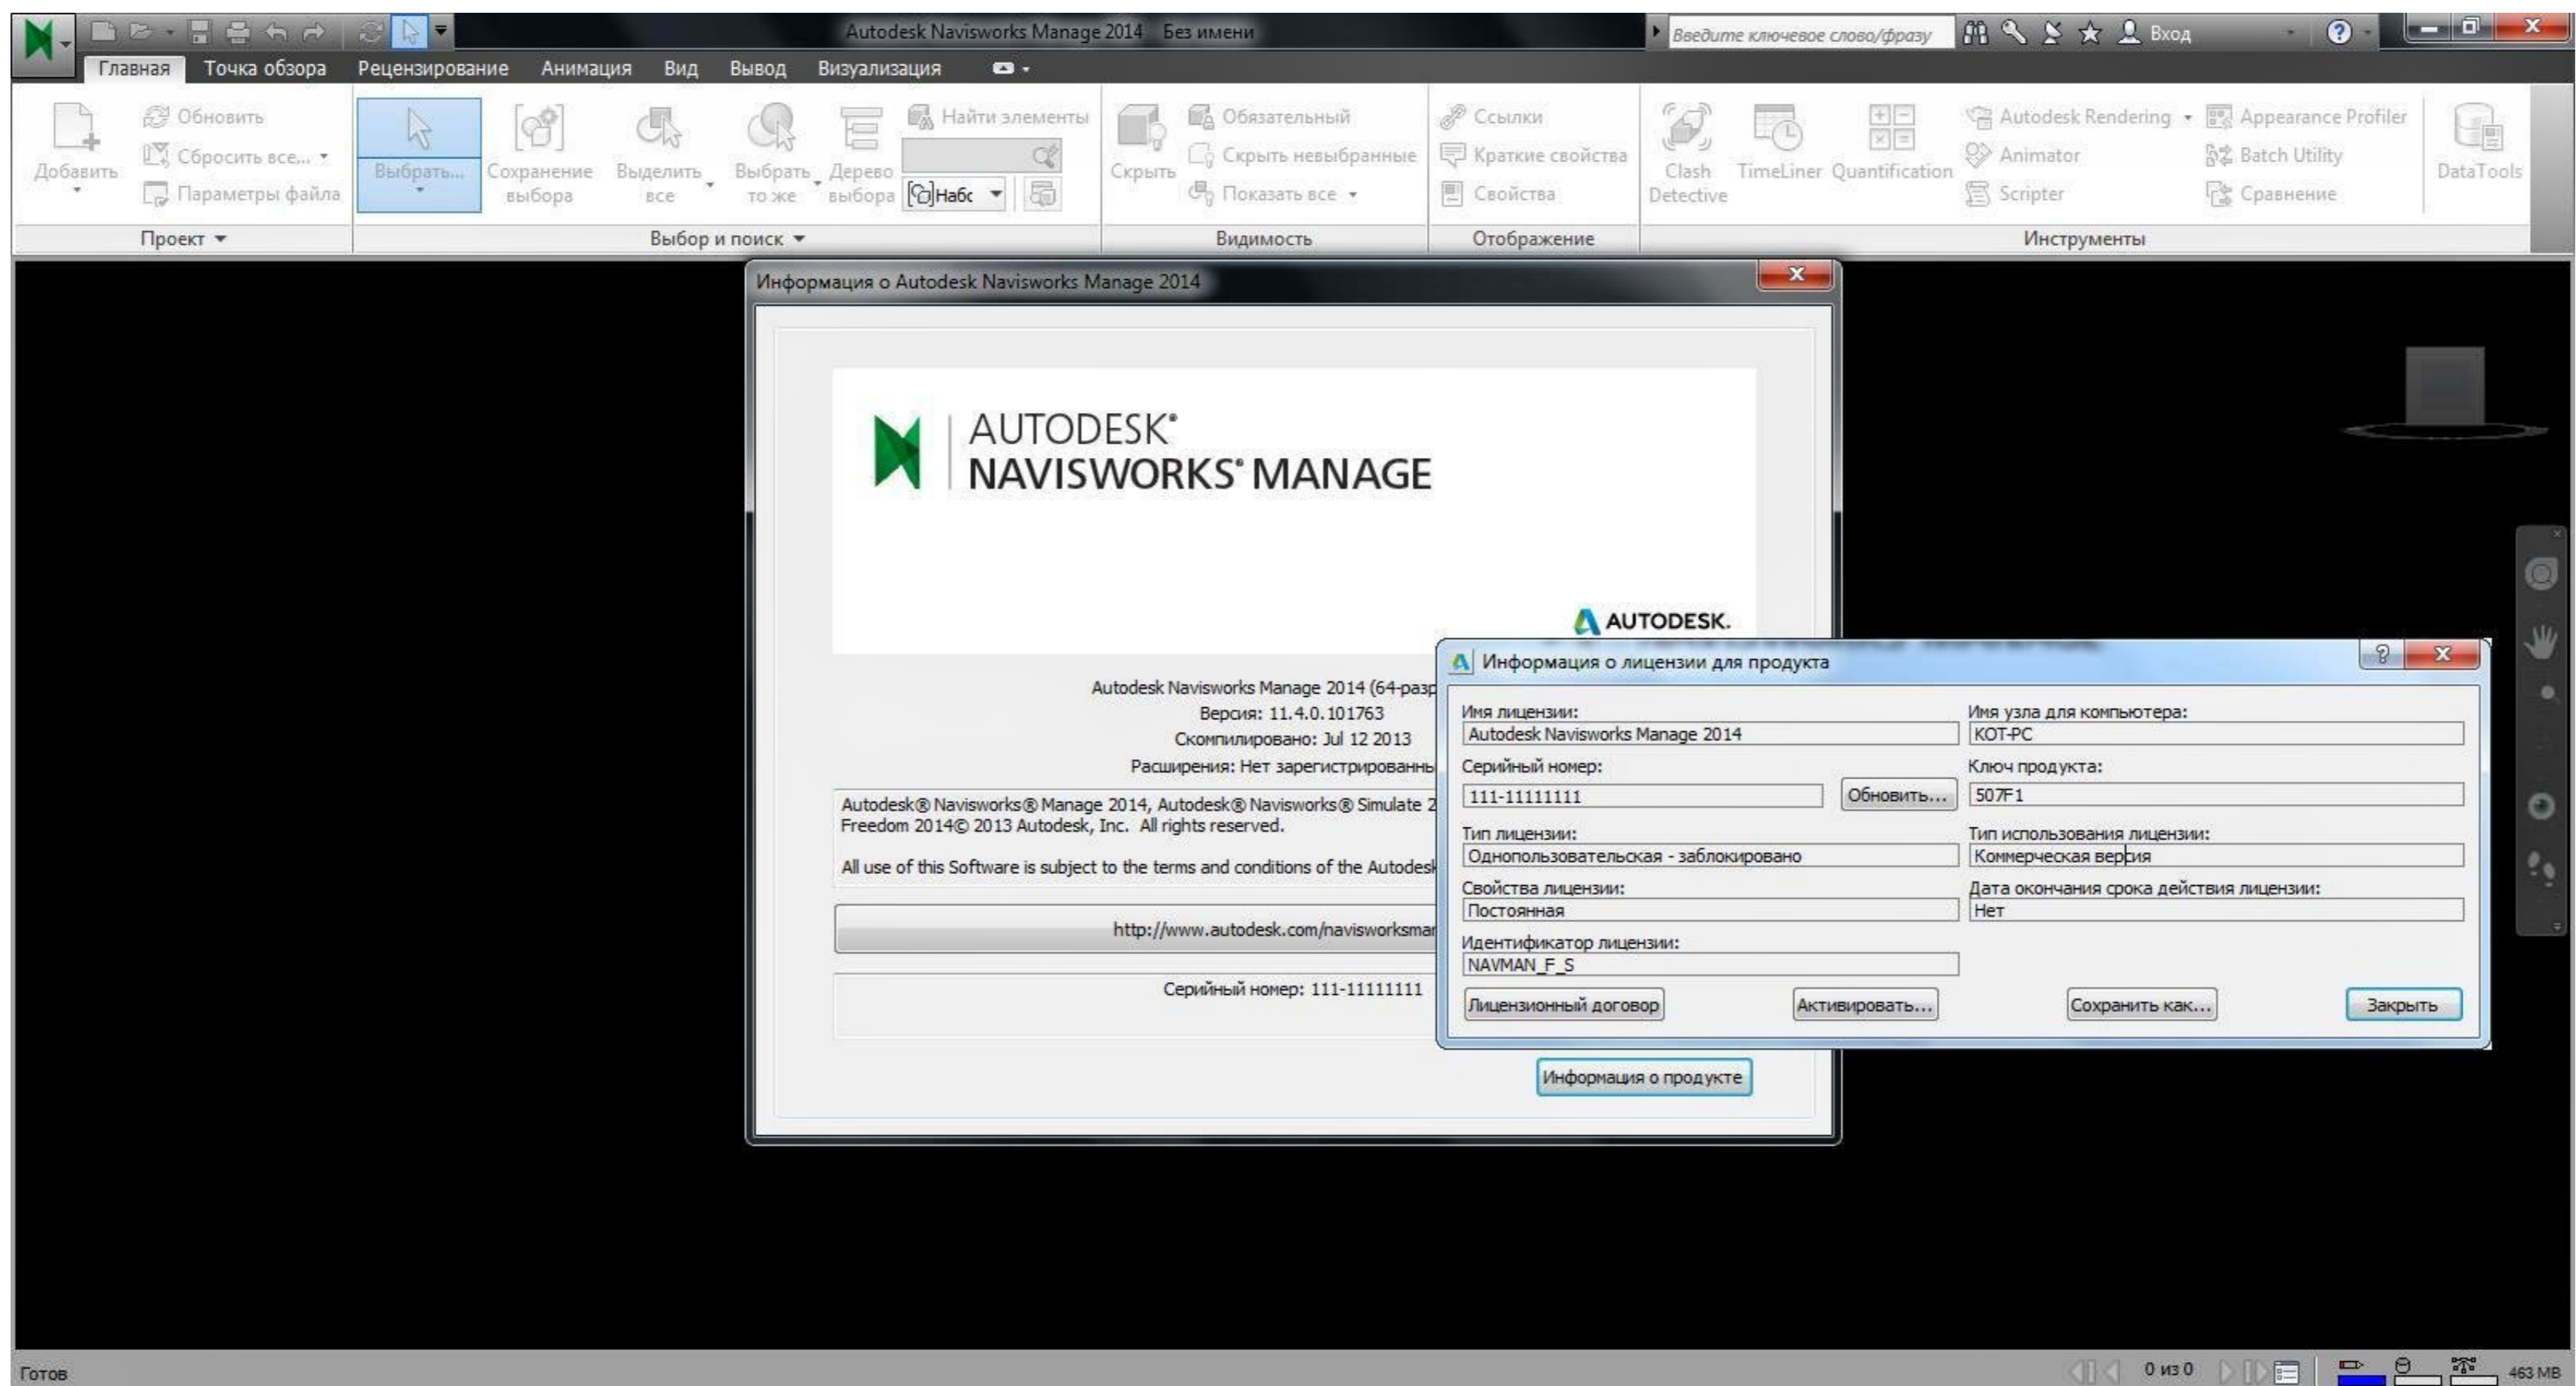 Autodesk Navisworks Manage 2014 Без имени
Введите ключевое слово/фразу
Вход
Главная Точка обзора Рецензирование Анимация Вид Вывод Визуализация
Добавить
Обновить
Сбросить все...
Параметры файла
Проект
Выбрать...
Сохранение выбора
Выделить все
Выбрать то же
Дерево выбора
Найти элементы
Набс
Выбор и поиск
Скрыть
Обязательный
Скрыть невыбранные
Показать все
Видимость
Ссылки
Краткие свойства
Свойства
Отображение
Clash Detective
TimeLiner
Quantification
Autodesk Rendering
Animator
Scripter
Appearance Profiler
Batch Utility
Сравнение
DataTools
Инструменты
Информация о Autodesk Navisworks Manage 2014
AUTODESK®
NAVISWORKS® MANAGE
AUTODESK.
Autodesk Navisworks Manage 2014 (64-разр
Версия: 11.4.0.101763
Скомпилировано: Jul 12 2013
Расширения: Нет зарегистрированны
Autodesk® Navisworks® Manage 2014, Autodesk® Navisworks® Simulate 2
Freedom 2014© 2013 Autodesk, Inc. All rights reserved.
All use of this Software is subject to the terms and conditions of the Autodesk
http://www.autodesk.com/navisworksmar
Серийный номер: 111-11111111
Информация о продукте
Информация о лицензии для продукта
Имя лицензии:
Autodesk Navisworks Manage 2014
Имя узла для компьютера:
KOT-PC
Серийный номер:
111-11111111
Обновить...
Ключ продукта:
507F1
Тип лицензии:
Однопользовательская - заблокировано
Тип использования лицензии:
Коммерческая версия
Свойства лицензии:
Постоянная
Дата окончания срока действия лицензии:
Нет
Идентификатор лицензии:
NAVMAN_F_S
Лицензионный договор
Активировать...
Сохранить как...
Закрыть
Готов
0 из 0
463 MB